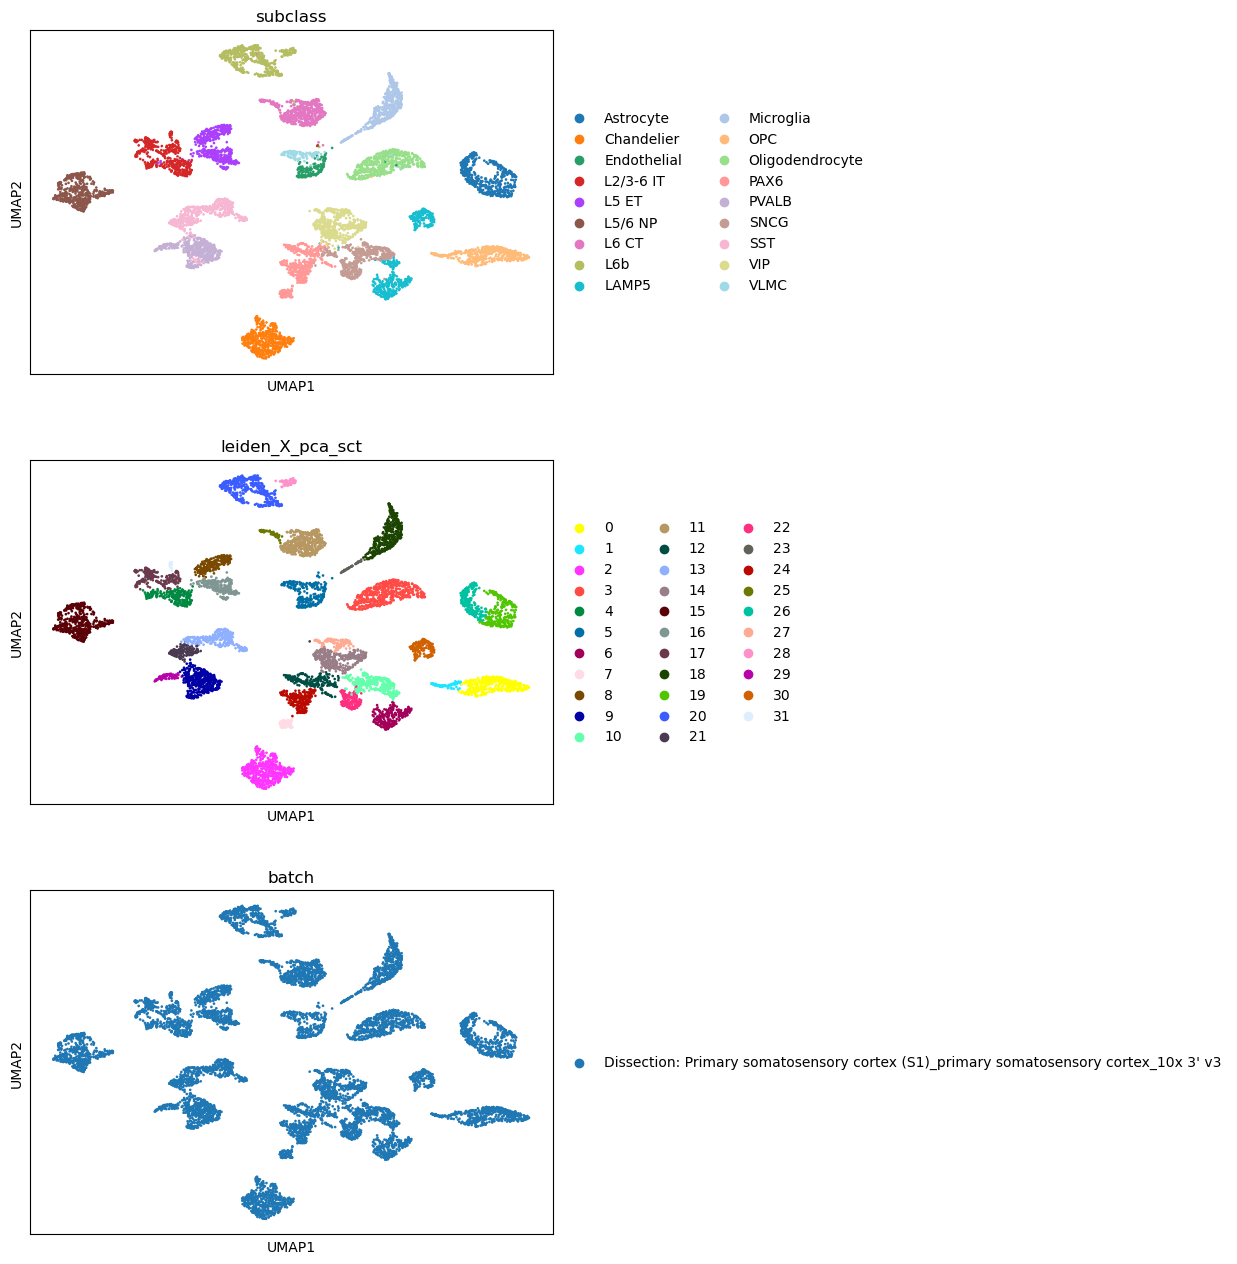 subclass
UMAP2
UMAP1
Astrocyte
Chandelier
Endothelial
L2/3-6 IT
L5 ET
L5/6 NP
L6 CT
L6b
LAMP5
Microglia
OPC
Oligodendrocyte
PAX6
PVALB
SNCG
SST
VIP
VLMC
leiden_X_pca_sct
UMAP2
UMAP1
0
1
2
3
4
5
6
7
8
9
10
11
12
13
14
15
16
17
18
19
20
21
22
23
24
25
26
27
28
29
30
31
batch
UMAP2
UMAP1
Dissection: Primary somatosensory cortex (S1)_primary somatosensory cortex_10x 3' v3